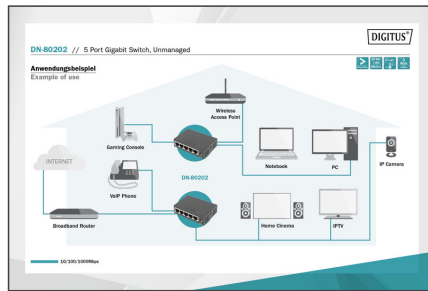 DIGITUS®
DN-80202 // 5 Port Gigabit Switch, Unmanaged
Anwendungsbeispiel
Example of use
Wireless
Access Point
Gaming Console
Notebook
PC
IP Camera
INTERNET
DN-80202
VoIP Phone
Broadband Router
Home Cinema
IPTV
10/100/1000Mbps